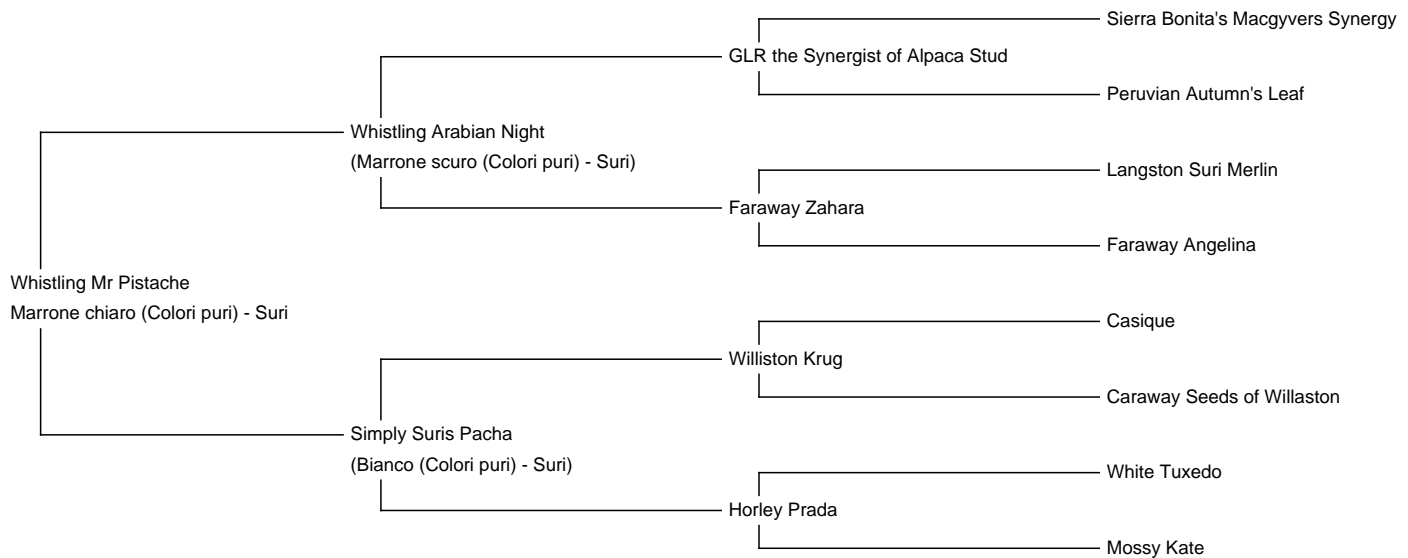 Sierra Bonita's Macgyvers Synergy
GLR the Synergist of Alpaca Stud
Peruvian Autumn's Leaf
Whistling Arabian Night
(Marrone scuro (Colori puri) - Suri)
Langston Suri Merlin
Faraway Zahara
Faraway Angelina
Whistling Mr Pistache
Marrone chiaro (Colori puri) - Suri
Casique
Williston Krug
Caraway Seeds of Willaston
Simply Suris Pacha
(Bianco (Colori puri) - Suri)
White Tuxedo
Horley Prada
Mossy Kate